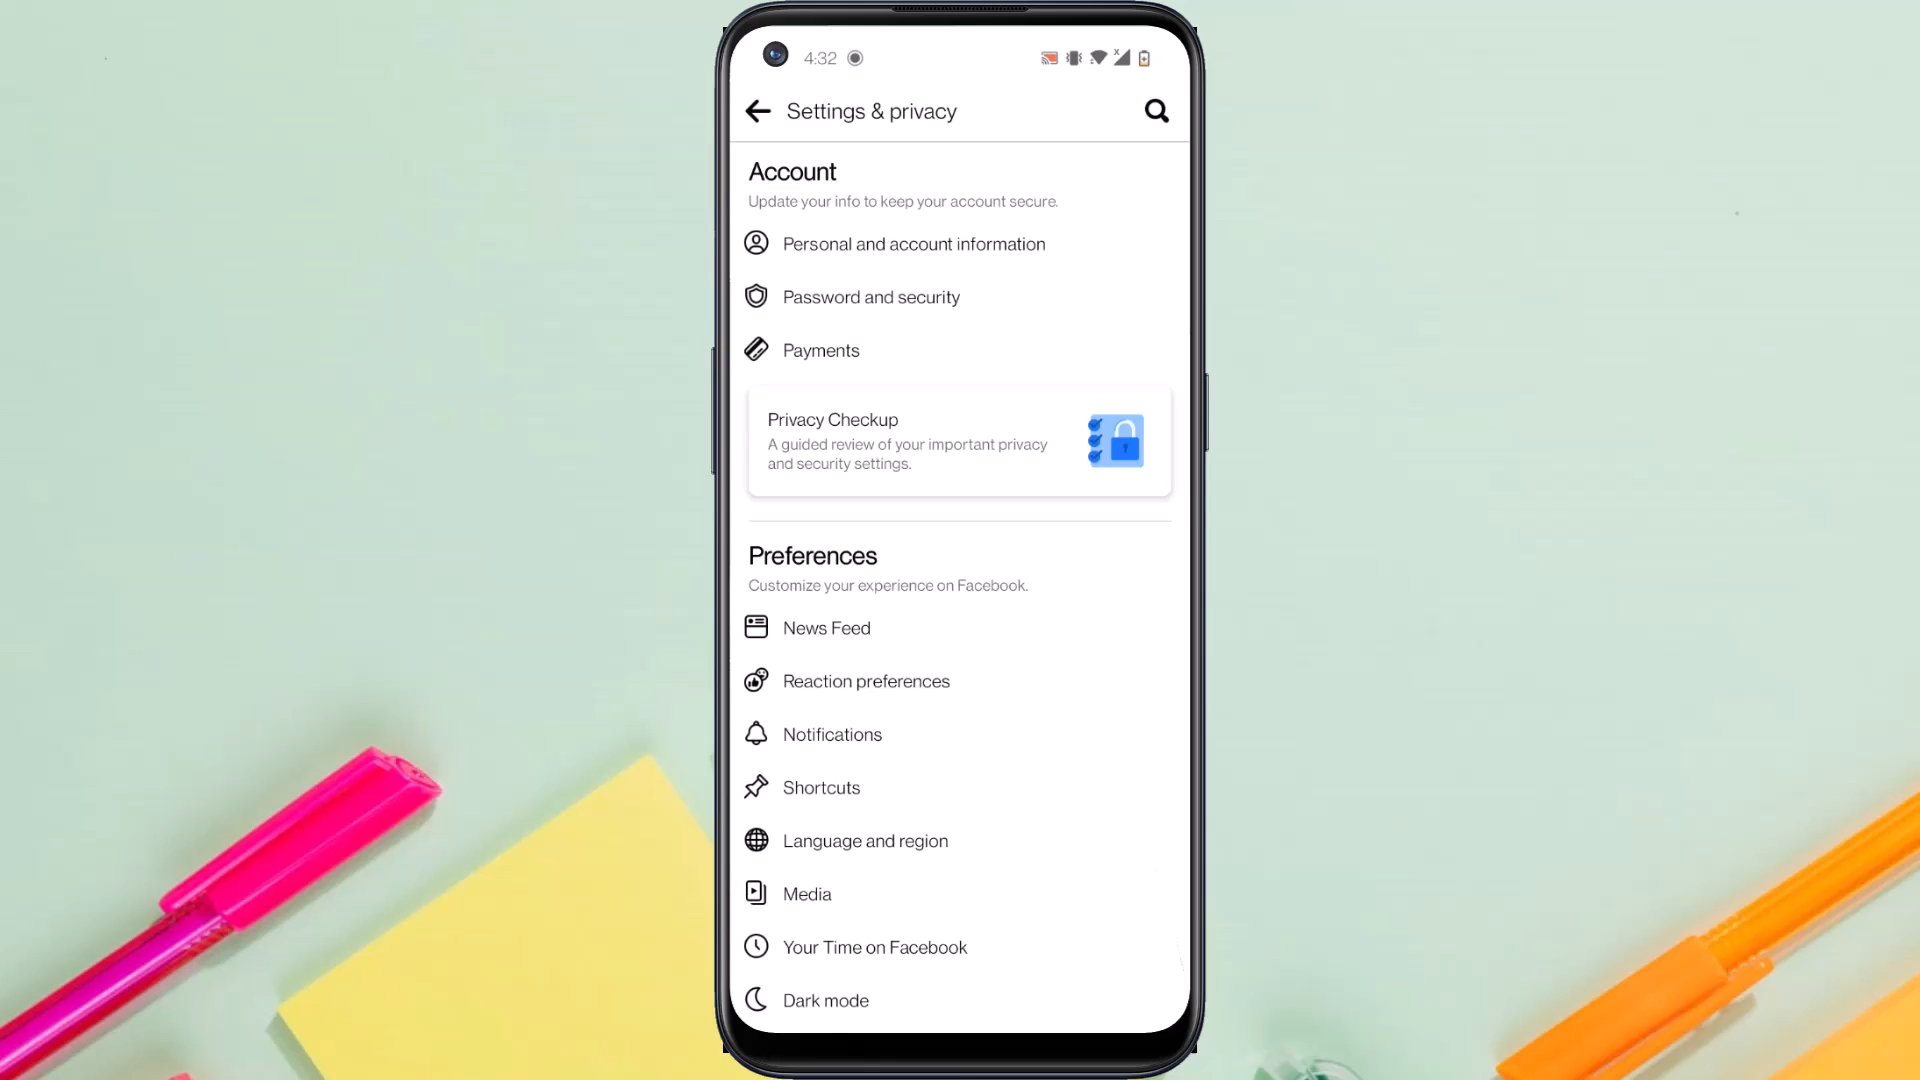 4:32
Settings & privacy
Account
Update your info to keep your account secure.
Personal and account information
Password and security
Payments
Privacy Checkup
A guided review of your important privacy
and security settings.
Preferences
Customize your experience on Facebook.
News Feed
Reaction preferences
Notifications
Shortcuts
Language and region
Media
Your Time on Facebook
Dark mode